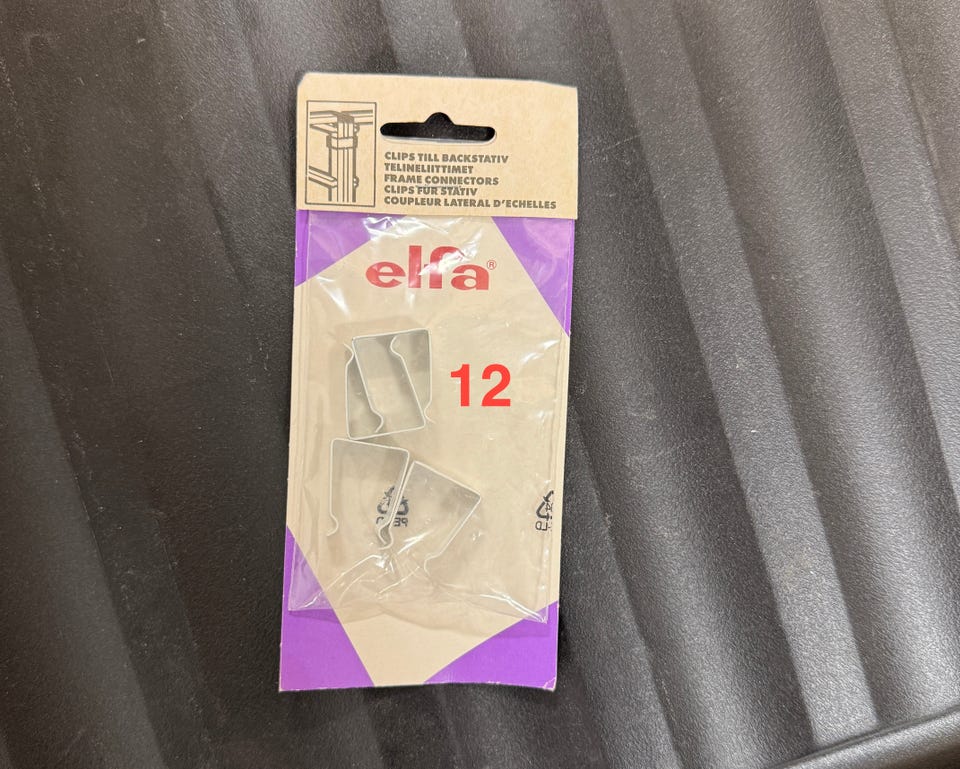 CLIPS TILL BACKSTATIV
TELINELIITTIMET
FRAME CONNECTORS
CLIPS FÜR STATIV
COUPLEUR LATERAL D'ECHELLES
elfa®
12